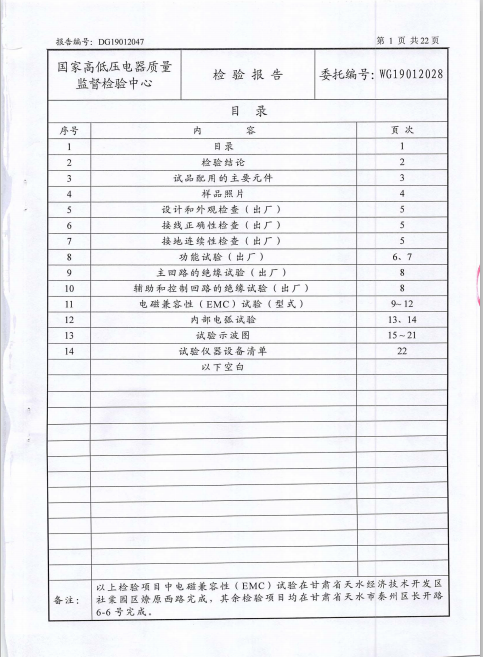 报告编号：DG19012047 第 1 页 共22页
国家高低压电器质量
监督检验中心
检 验 报 告
委托编号：WG19012028
目 录
序号 内 容 页 次
1 目录 1
2 检验结论 2
3 试品配用的主要元件 3
4 样品照片 4
5 设计和外观检查（出厂） 5
6 接线正确性检查（出厂） 5
7 接地连续性检查（出厂） 5
8 功能试验（出厂） 6、7
9 主回路的绝缘试验（出厂） 8
10 辅助和控制回路的绝缘试验（出厂） 8
11 电磁兼容性（EMC）试验（型式） 9~12
12 内部电弧试验 13、14
13 试验示波图 15~21
14 试验仪器设备清单 22
以下空白
备注：
以上检验项目中电磁兼容性（EMC）试验在甘肃省天水经济技术开发区
社棠园区燎原西路完成，其余检验项目均在甘肃省天水市秦州区长开路
6-6 号完成。